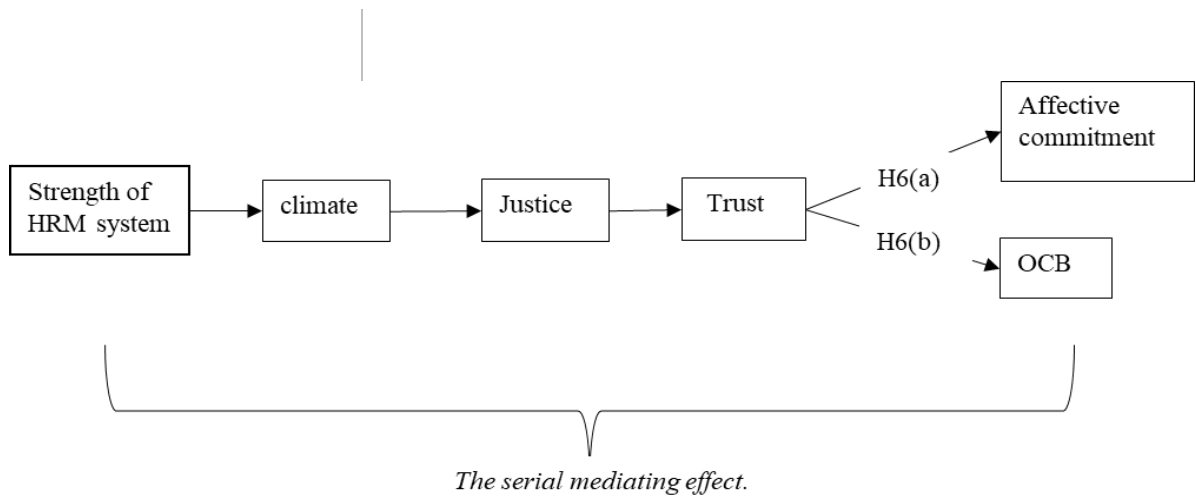 Strength of
HRM system
climate
Justice
Trust
H6(a)
H6(b)
Affective
commitment
OCB
The serial mediating effect.